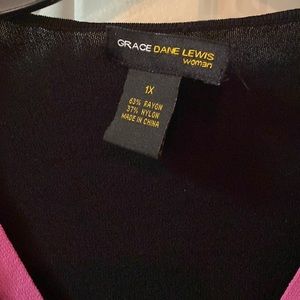 GRACE DANE LEWIS
woman
1X
63% RAYON
37% NYLON
MADE IN CHINA